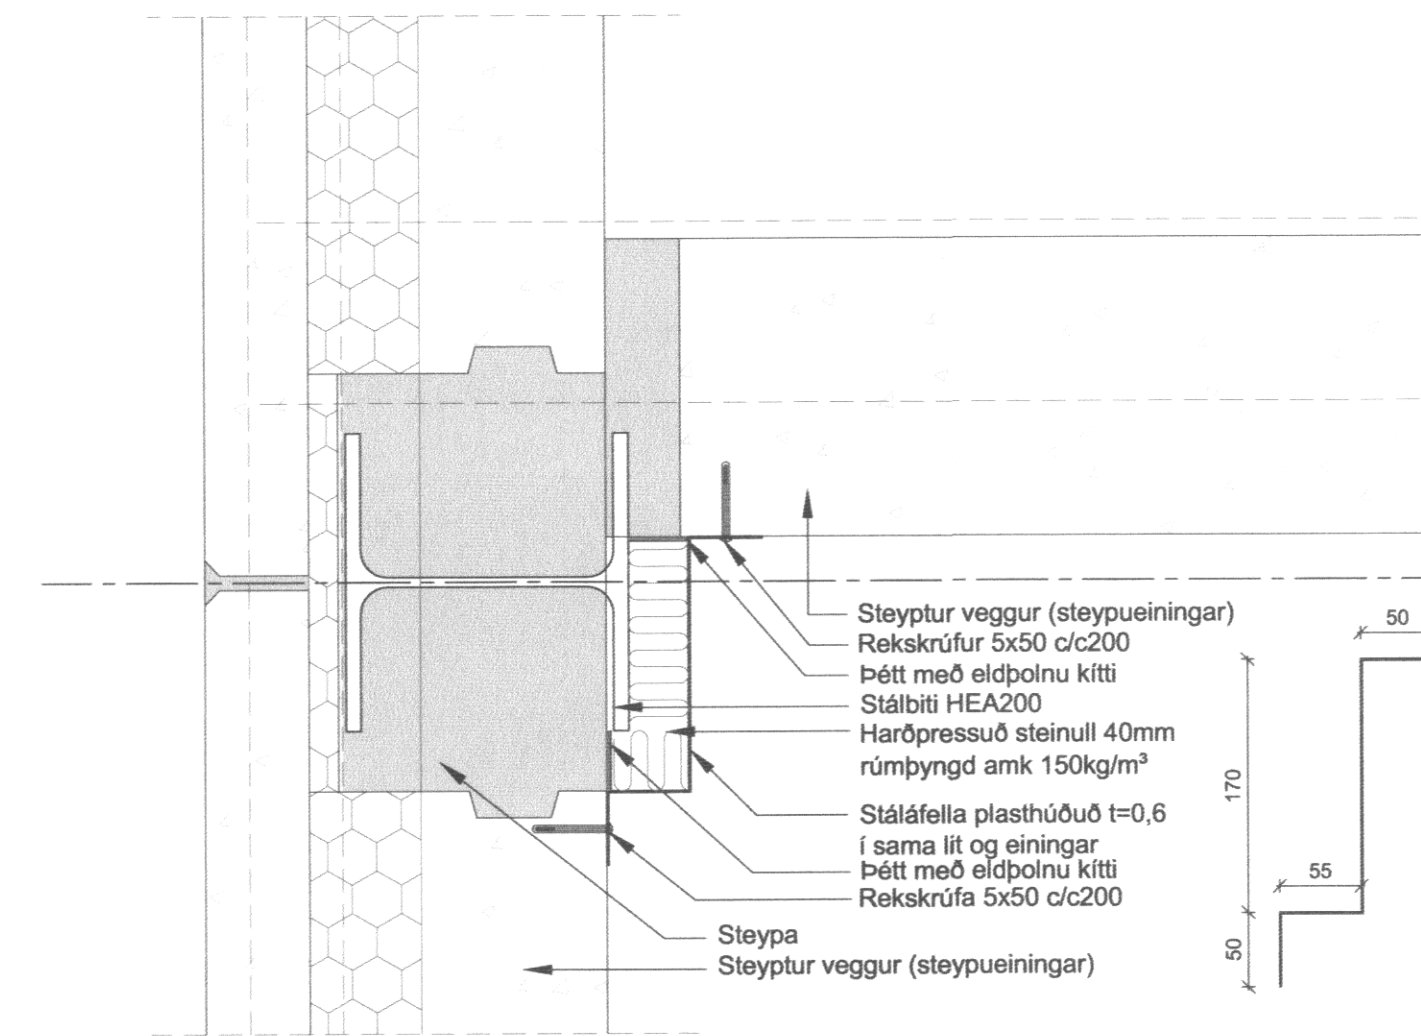 Steyptur veggur (steypueiningar)
Rekskrúfur 5x50 c/c200
Þétt með eldþolnu kítti
Stálbiti HEA200
Harðpressuð steinull 40mm
rúmþyngd amk 150kg/m³
Stáláfella plasthúðuð t=0,6
í sama lit og einingar
Þétt með eldþolnu kítti
Rekskrúfa 5x50 c/c200
Steypa
Steyptur veggur (steypueiningar)
50
170
55
50